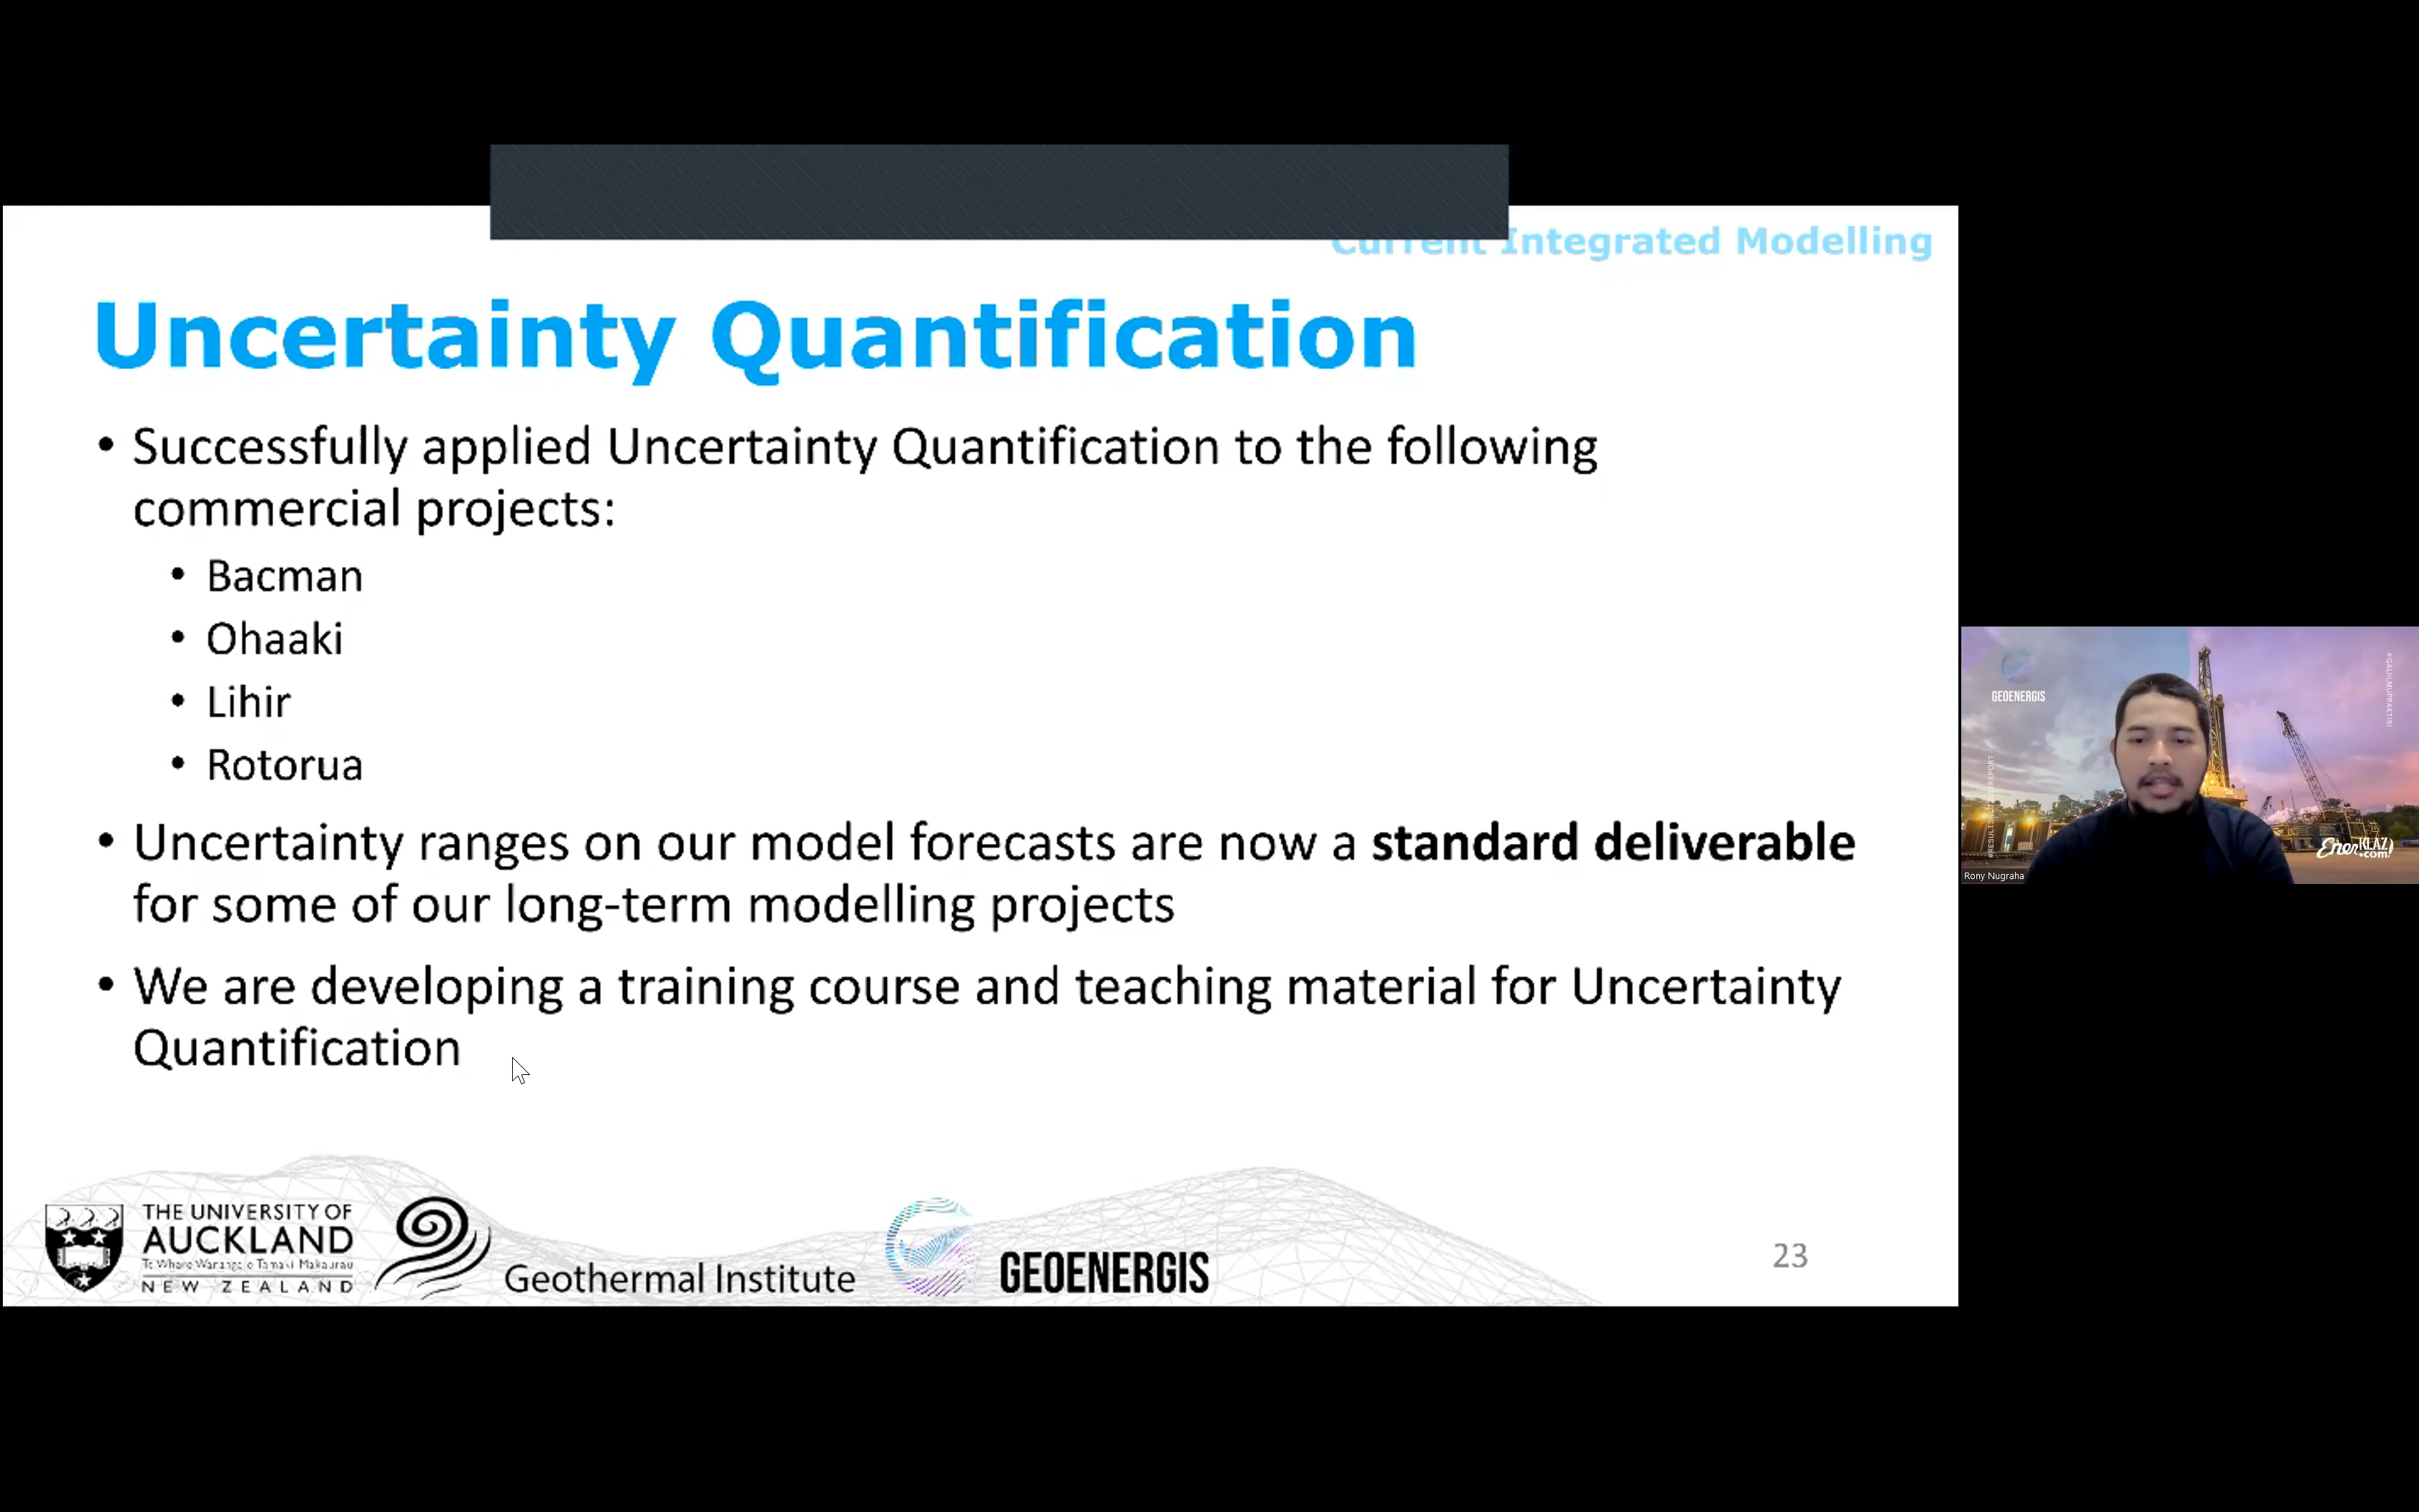 Current Integrated Modelling
Uncertainty Quantification
• Successfully applied Uncertainty Quantification to the following
commercial projects:
• Bacman
• Ohaaki
• Lihir
• Rotorua
• Uncertainty ranges on our model forecasts are now a standard deliverable
for some of our long-term modelling projects
• We are developing a training course and teaching material for Uncertainty
Quantification
THE UNIVERSITY OF
AUCKLAND
NEW ZEALAND
Geothermal Institute
GEOENERGIS
23
GEOENERGIS
#GALIILMUPRAKTISI
EnerKLAZ
.com
Rony Nugraha